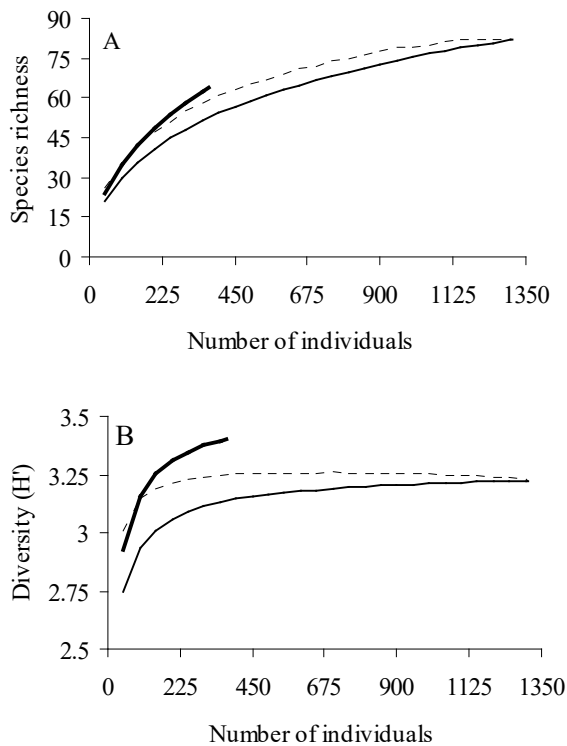 90
75
60
45
30
15
0
A
Species richness
0 225 450 675 900 1125 1350
Number of individuals
3.5
3.25
3
2.75
2.5
B
Diversity (H')
0 225 450 675 900 1125 1350
Number of individuals